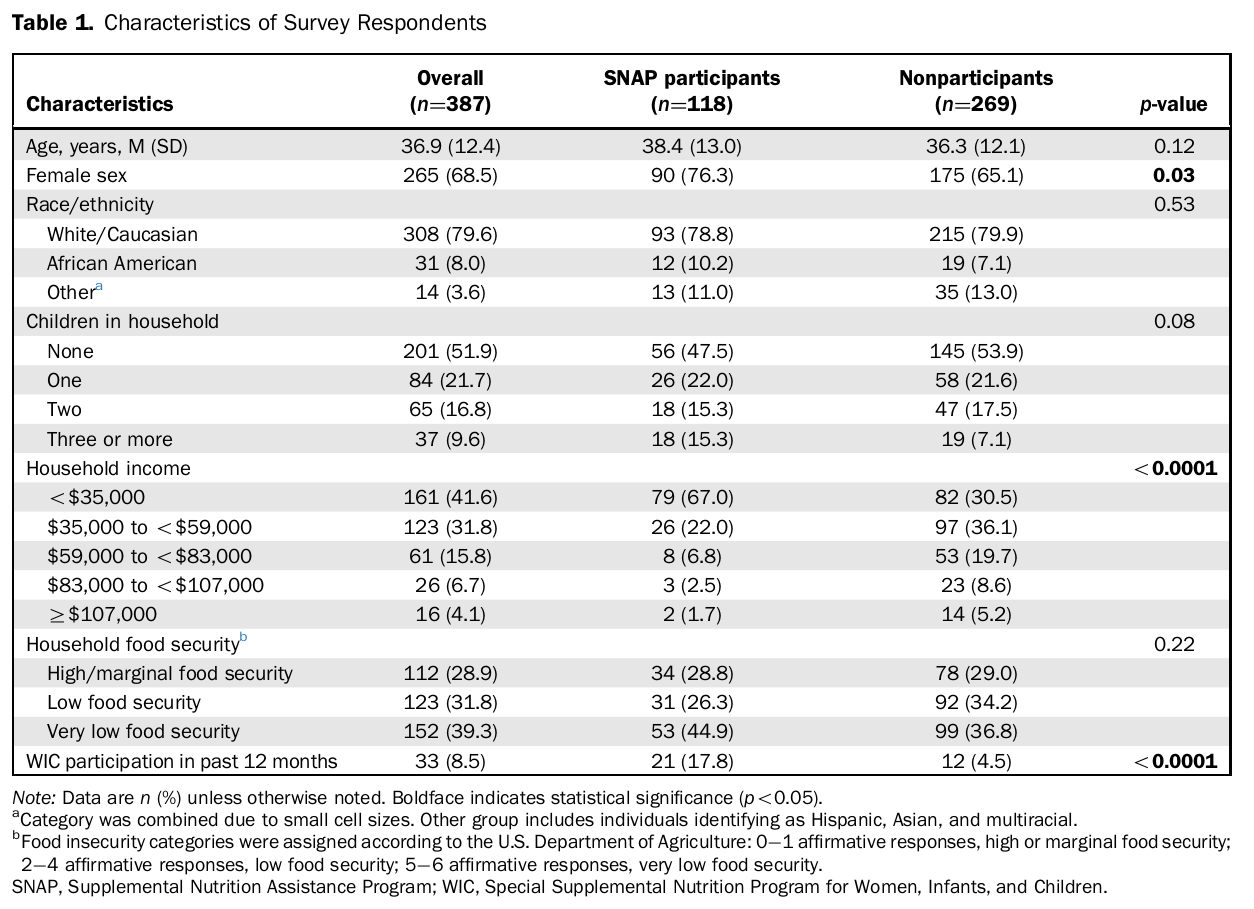 Table 1. Characteristics of Survey Respondents
Characteristics Overall (n=387) SNAP participants (n=118) Nonparticipants (n=269) p-value
Age, years, M (SD) 36.9 (12.4) 38.4 (13.0) 36.3 (12.1) 0.12
Female sex 265 (68.5) 90 (76.3) 175 (65.1) 0.03
Race/ethnicity 0.53
White/Caucasian 308 (79.6) 93 (78.8) 215 (79.9)
African American 31 (8.0) 12 (10.2) 19 (7.1)
Otherᵃ 14 (3.6) 13 (11.0) 35 (13.0)
Children in household 0.08
None 201 (51.9) 56 (47.5) 145 (53.9)
One 84 (21.7) 26 (22.0) 58 (21.6)
Two 65 (16.8) 18 (15.3) 47 (17.5)
Three or more 37 (9.6) 18 (15.3) 19 (7.1)
Household income <0.0001
<$35,000 161 (41.6) 79 (67.0) 82 (30.5)
$35,000 to <$59,000 123 (31.8) 26 (22.0) 97 (36.1)
$59,000 to <$83,000 61 (15.8) 8 (6.8) 53 (19.7)
$83,000 to <$107,000 26 (6.7) 3 (2.5) 23 (8.6)
≥$107,000 16 (4.1) 2 (1.7) 14 (5.2)
Household food securityᵇ 0.22
High/marginal food security 112 (28.9) 34 (28.8) 78 (29.0)
Low food security 123 (31.8) 31 (26.3) 92 (34.2)
Very low food security 152 (39.3) 53 (44.9) 99 (36.8)
WIC participation in past 12 months 33 (8.5) 21 (17.8) 12 (4.5) <0.0001
Note: Data are n (%) unless otherwise noted. Boldface indicates statistical significance (p<0.05).
ᵃCategory was combined due to small cell sizes. Other group includes individuals identifying as Hispanic, Asian, and multiracial.
ᵇFood insecurity categories were assigned according to the U.S. Department of Agriculture: 0–1 affirmative responses, high or marginal food security;
2–4 affirmative responses, low food security; 5–6 affirmative responses, very low food security.
SNAP, Supplemental Nutrition Assistance Program; WIC, Special Supplemental Nutrition Program for Women, Infants, and Children.